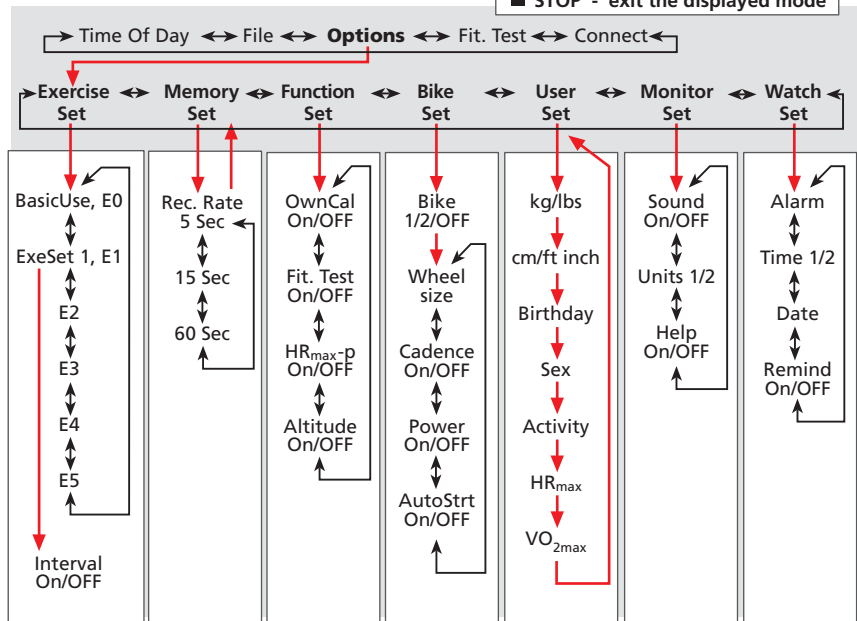 ■ STOP - exit the displayed mode
Time Of Day File Options Fit. Test Connect
Exercise Set
Memory Set
Function Set
Bike Set
User Set
Monitor Set
Watch Set
BasicUse, E0
ExeSet 1, E1
E2
E3
E4
E5
Interval
On/OFF
Rec. Rate
5 Sec
15 Sec
60 Sec
OwnCal
On/OFF
Fit. Test
On/OFF
HRmax-p
On/OFF
Altitude
On/OFF
Bike
1/2/OFF
Wheel
size
Cadence
On/OFF
Power
On/OFF
AutoStrt
On/OFF
kg/lbs
cm/ft inch
Birthday
Sex
Activity
HRmax
VO2max
Sound
On/OFF
Units 1/2
Help
On/OFF
Alarm
Time 1/2
Date
Remind
On/OFF